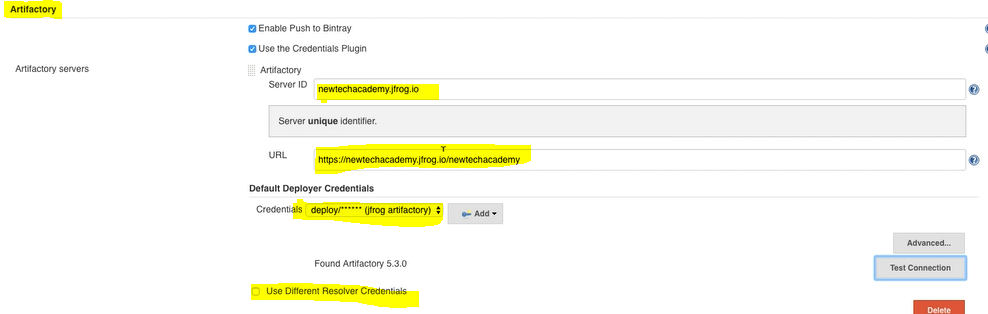 Artifactory
Enable Push to Bintray
Use the Credentials Plugin
Artifactory servers
Artifactory
Server ID
newtechacademy.jfrog.io
Server unique identifier.
URL
https://newtechacademy.jfrog.io/newtechacademy
Default Deployer Credentials
Credentials deploy/****** (jfrog artifactory) Add
Advanced...
Found Artifactory 5.3.0
Test Connection
Use Different Resolver Credentials
Delete